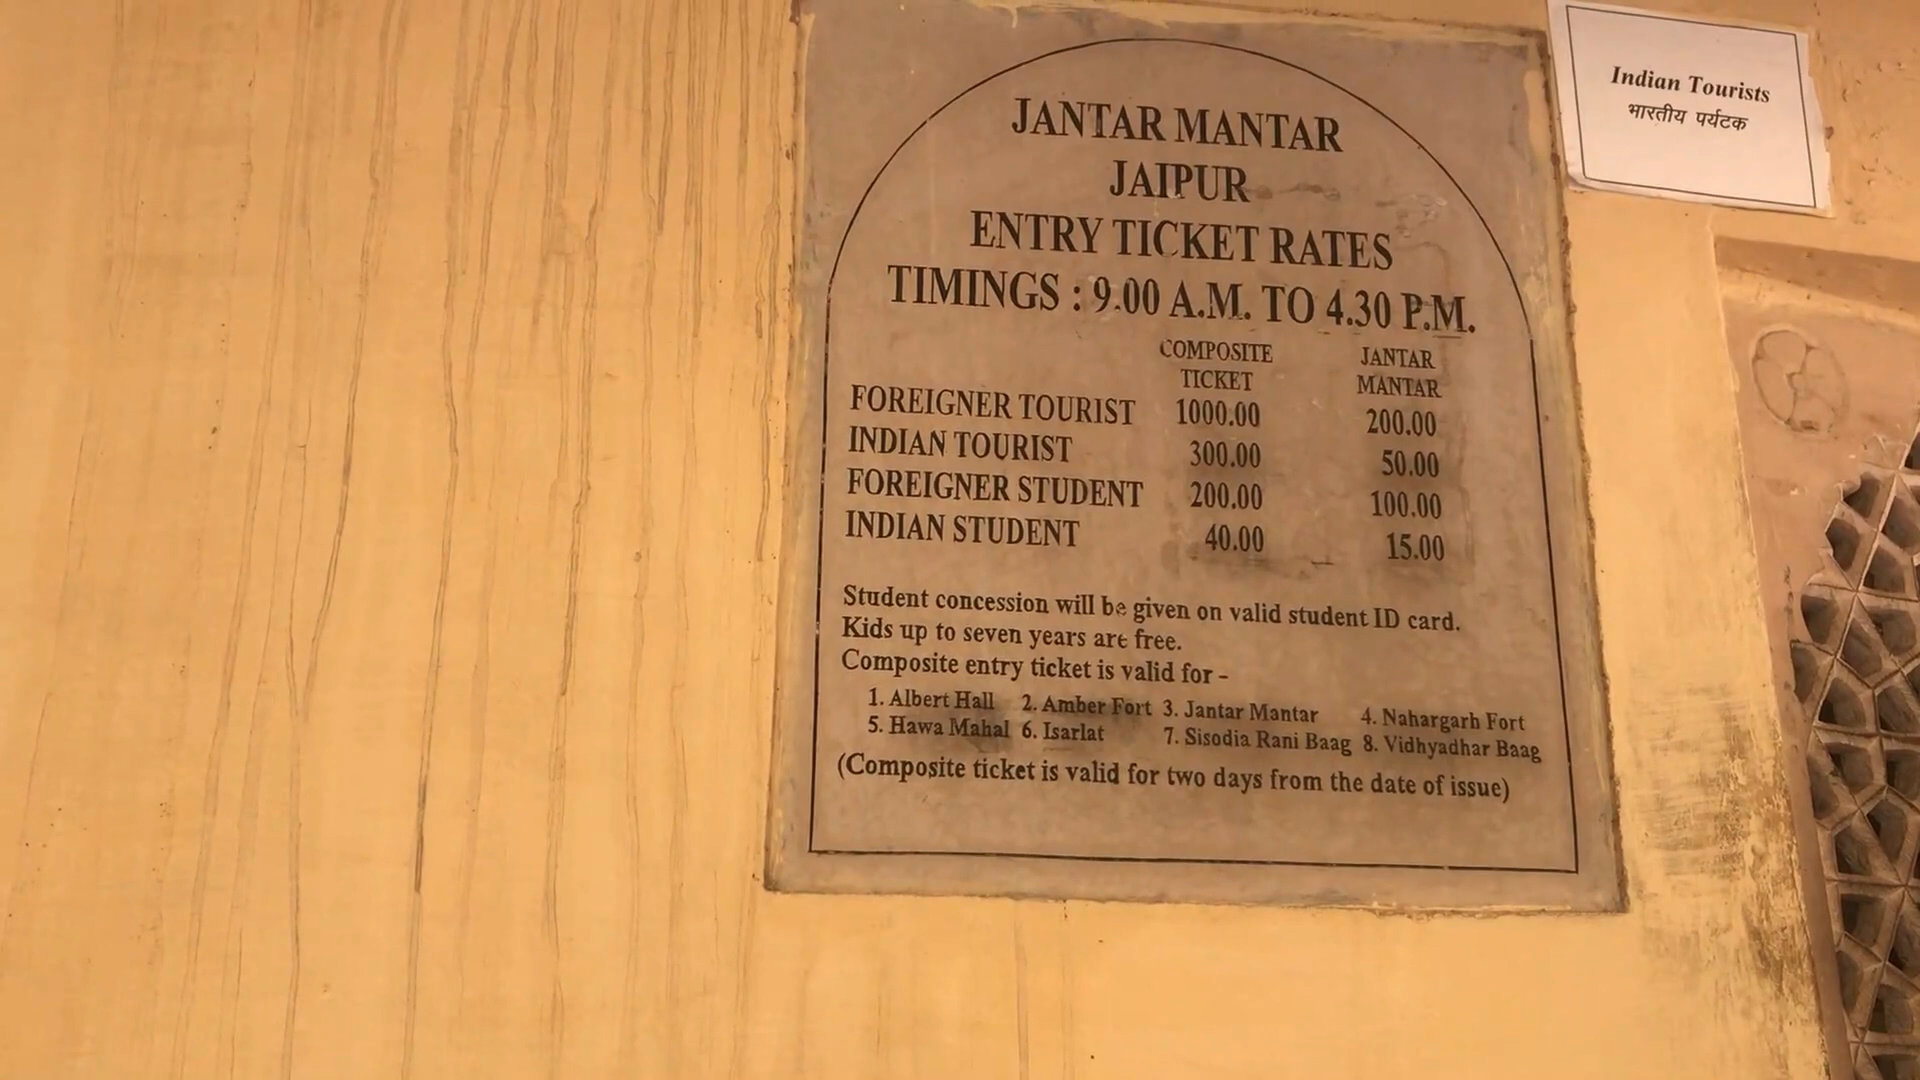 JANTAR MANTAR
JAIPUR
ENTRY TICKET RATES
TIMINGS : 9.00 A.M. TO 4.30 P.M.
COMPOSITE TICKET JANTAR MANTAR
FOREIGNER TOURIST 1000.00 200.00
INDIAN TOURIST 300.00 50.00
FOREIGNER STUDENT 200.00 100.00
INDIAN STUDENT 40.00 15.00
Student concession will be given on valid student ID card.
Kids up to seven years are free.
Composite entry ticket is valid for -
1. Albert Hall 2. Amber Fort 3. Jantar Mantar 4. Nahargarh Fort
5. Hawa Mahal 6. Isarlat 7. Sisodia Rani Baag 8. Vidhyadhar Baag
(Composite ticket is valid for two days from the date of issue)
Indian Tourists
भारतीय पर्यटक